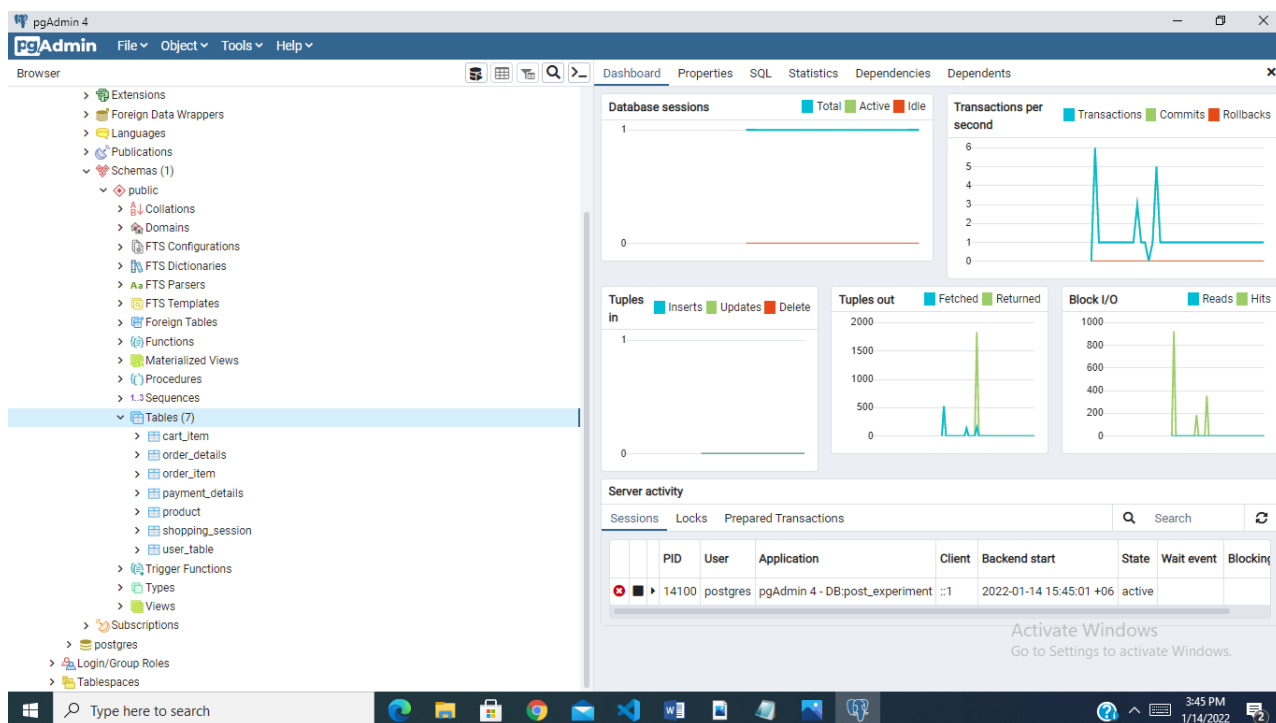 pgAdmin 4
pgAdmin File Object Tools Help
Browser
Extensions
Foreign Data Wrappers
Languages
Publications
Schemas (1)
public
Collations
Domains
FTS Configurations
FTS Dictionaries
Aa FTS Parsers
FTS Templates
Foreign Tables
Functions
Materialized Views
Procedures
1..3 Sequences
Tables (7)
cart_item
order_details
order_item
payment_details
product
shopping_session
user_table
Trigger Functions
Types
Views
Subscriptions
postgres
Login/Group Roles
Tablespaces
Dashboard Properties SQL Statistics Dependencies Dependents
Database sessions Total Active Idle
1
0
Transactions per second Transactions Commits Rollbacks
6
5
4
3
2
1
0
Tuples in Inserts Updates Delete
1
0
Tuples out Fetched Returned
2000
1500
1000
500
0
Block I/O Reads Hits
1000
800
600
400
200
0
Server activity
Sessions Locks Prepared Transactions Search
PID User Application Client Backend start State Wait event Blocking
14100 postgres pgAdmin 4 - DB:post_experiment ::1 2022-01-14 15:45:01 +06 active
Activate Windows
Go to Settings to activate Windows.
Type here to search
3:45 PM
1/14/2022
2